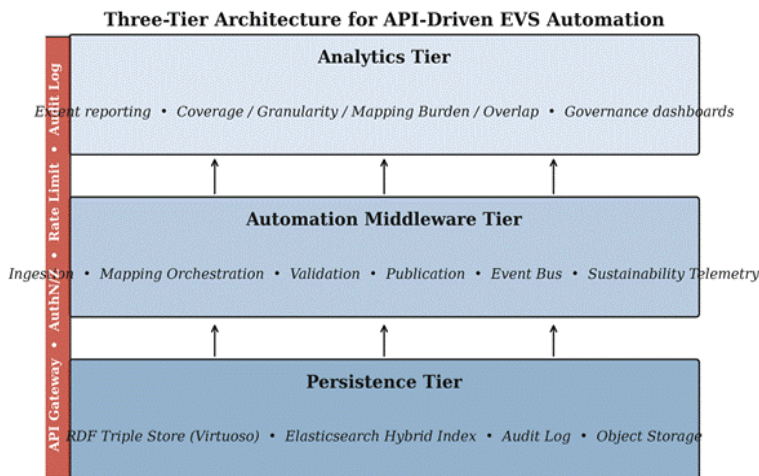 Three-Tier Architecture for API-Driven EVS Automation
Analytics Tier
Extent reporting • Coverage / Granularity / Mapping Burden / Overlap • Governance dashboards
Automation Middleware Tier
Ingestion • Mapping Orchestration • Validation • Publication • Event Bus • Sustainability Telemetry
Persistence Tier
RDF Triple Store (Virtuoso) • Elasticsearch Hybrid Index • Audit Log • Object Storage
API Gateway • AuthN/Z • Rate Limit • Audit Log